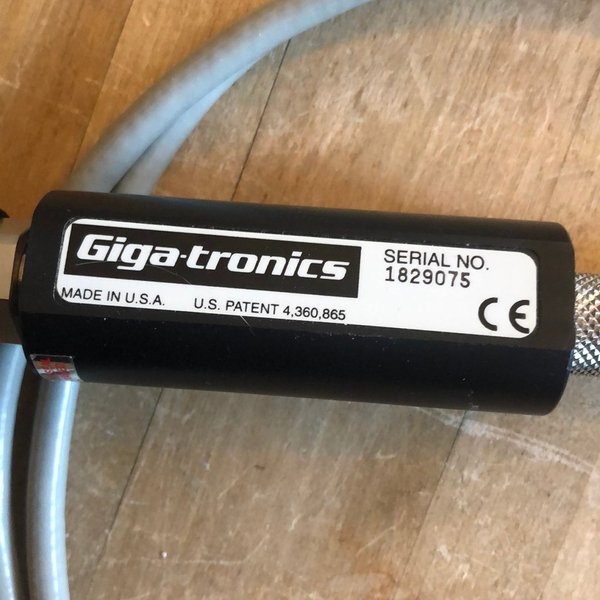 Giga-tronics
SERIAL NO.
1829075
MADE IN U.S.A. U.S. PATENT 4,360,865
CE